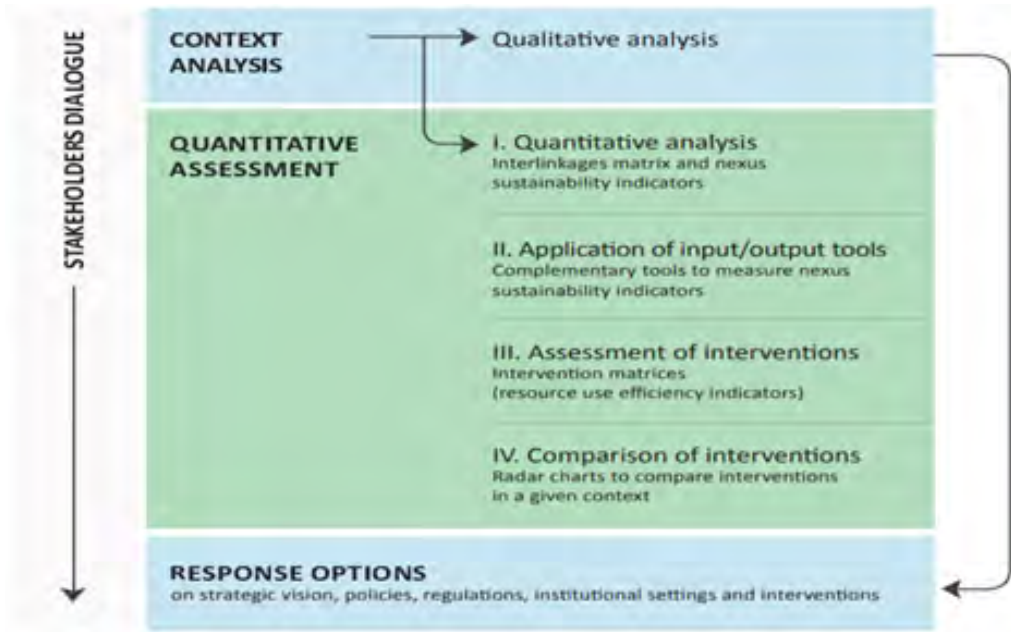 STAKEHOLDERS DIALOGUE
CONTEXT
ANALYSIS
Qualitative analysis
QUANTITATIVE
ASSESSMENT
I. Quantitative analysis
Interlinkages matrix and nexus
sustainability indicators
II. Application of input/output tools
Complementary tools to measure nexus
sustainability indicators
III. Assessment of interventions
Intervention matrices
(resource use efficiency indicators)
IV. Comparison of interventions
Radar charts to compare interventions
in a given context
RESPONSE OPTIONS
on strategic vision, policies, regulations, institutional settings and interventions